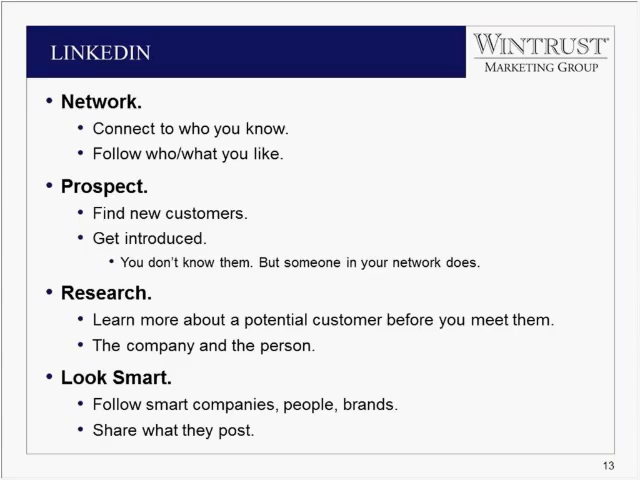 LINKEDIN
WINTRUST
MARKETING GROUP
• Network.
• Connect to who you know.
• Follow who/what you like.
• Prospect.
• Find new customers.
• Get introduced.
• You don't know them. But someone in your network does.
• Research.
• Learn more about a potential customer before you meet them.
• The company and the person.
• Look Smart.
• Follow smart companies, people, brands.
• Share what they post.
13